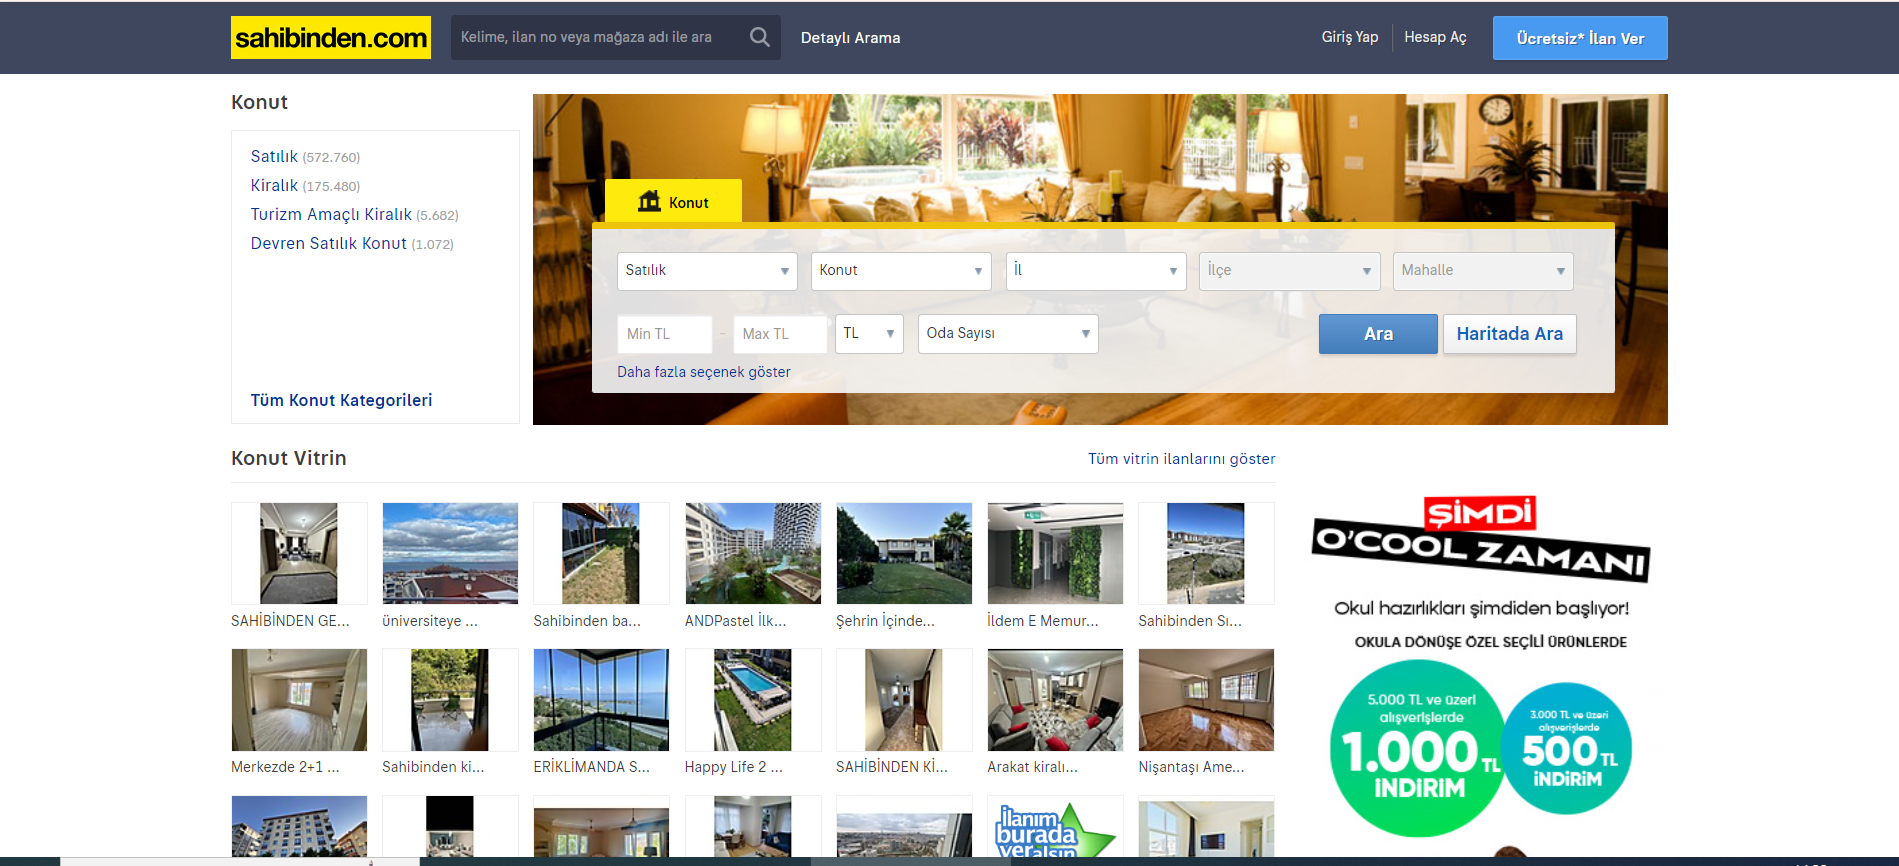 sahibinden.com
Kelime, ilan no veya mağaza adı ile ara
Detaylı Arama
Giriş Yap
Hesap Aç
Ücretsiz* İlan Ver
Konut
Satılık (572.760)
Kiralık (175.480)
Turizm Amaçlı Kiralık (5.682)
Devren Satılık Konut (1.072)
Tüm Konut Kategorileri
Konut
Satılık
Konut
İl
İlçe
Mahalle
Min TL
-
Max TL
TL
Oda Sayısı
Ara
Haritada Ara
Daha fazla seçenek göster
Konut Vitrin
Tüm vitrin ilanlarını göster
SAHİBİNDEN GE...
üniversiteye ...
Sahibinden ba...
ANDPastel İlk...
Şehrin İçinde...
İldem E Memur...
Sahibinden Sı...
Merkezde 2+1 ...
Sahibinden ki...
ERİKLİMANDA S...
Happy Life 2 ...
SAHİBİNDEN Kİ...
Arakat kiralı...
Nişantaşı Ame...
ilanım
burada
yeralsın
ŞİMDİ
O'COOL ZAMANI
Okul hazırlıkları şimdiden başlıyor!
OKULA DÖNÜŞE ÖZEL SEÇİLİ ÜRÜNLERDE
5.000 TL ve üzeri
alışverişlerde
1.000 TL
İNDİRİM
3.000 TL ve üzeri
alışverişlerde
500 TL
İNDİRİM